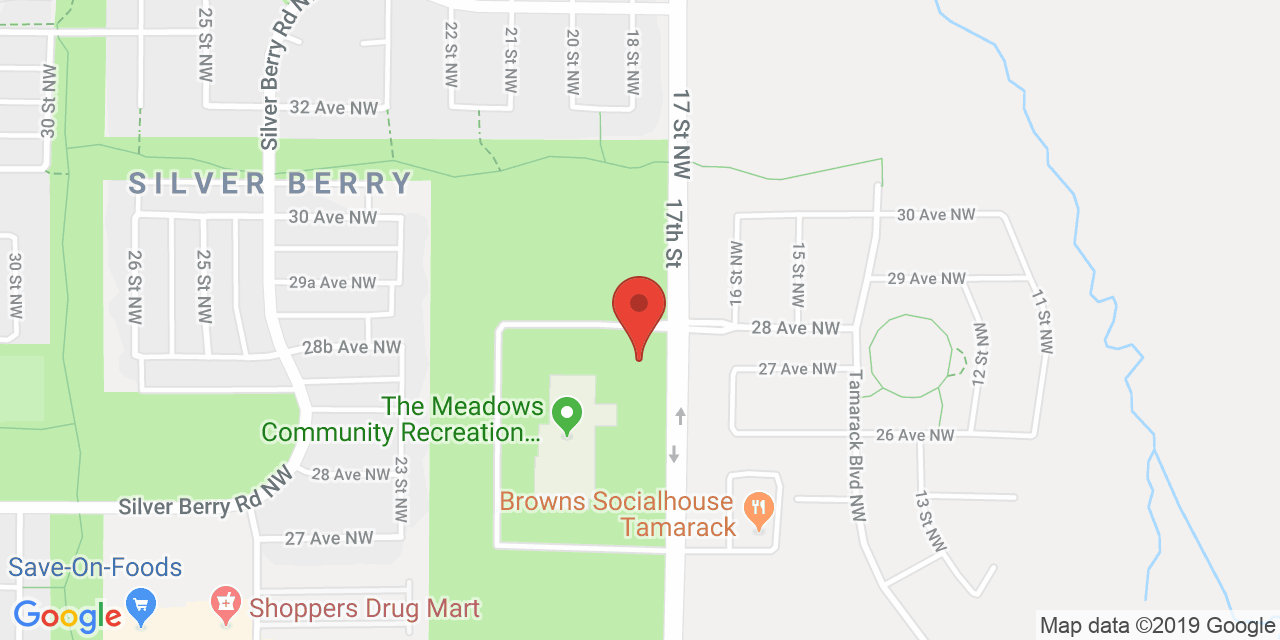 25 St NW
Silver Berry Rd NW
22 St NW
21 St NW
20 St NW
18 St NW
30 St NW
32 Ave NW
17 St NW
SILVER BERRY
17th St
30 Ave NW
30 Ave NW
30 St NW
26 St NW
25 St NW
29a Ave NW
16 St NW
15 St NW
29 Ave NW
11 St NW
28b Ave NW
28 Ave NW
12 St NW
27 Ave NW
Tamarack Blvd NW
The Meadows
Community Recreation...
26 Ave NW
28 Ave NW
23 St NW
Silver Berry Rd NW
Browns Socialhouse
Tamarack
13 St NW
27 Ave NW
Save-On-Foods
Shoppers Drug Mart
Google
Map data ©2019 Google